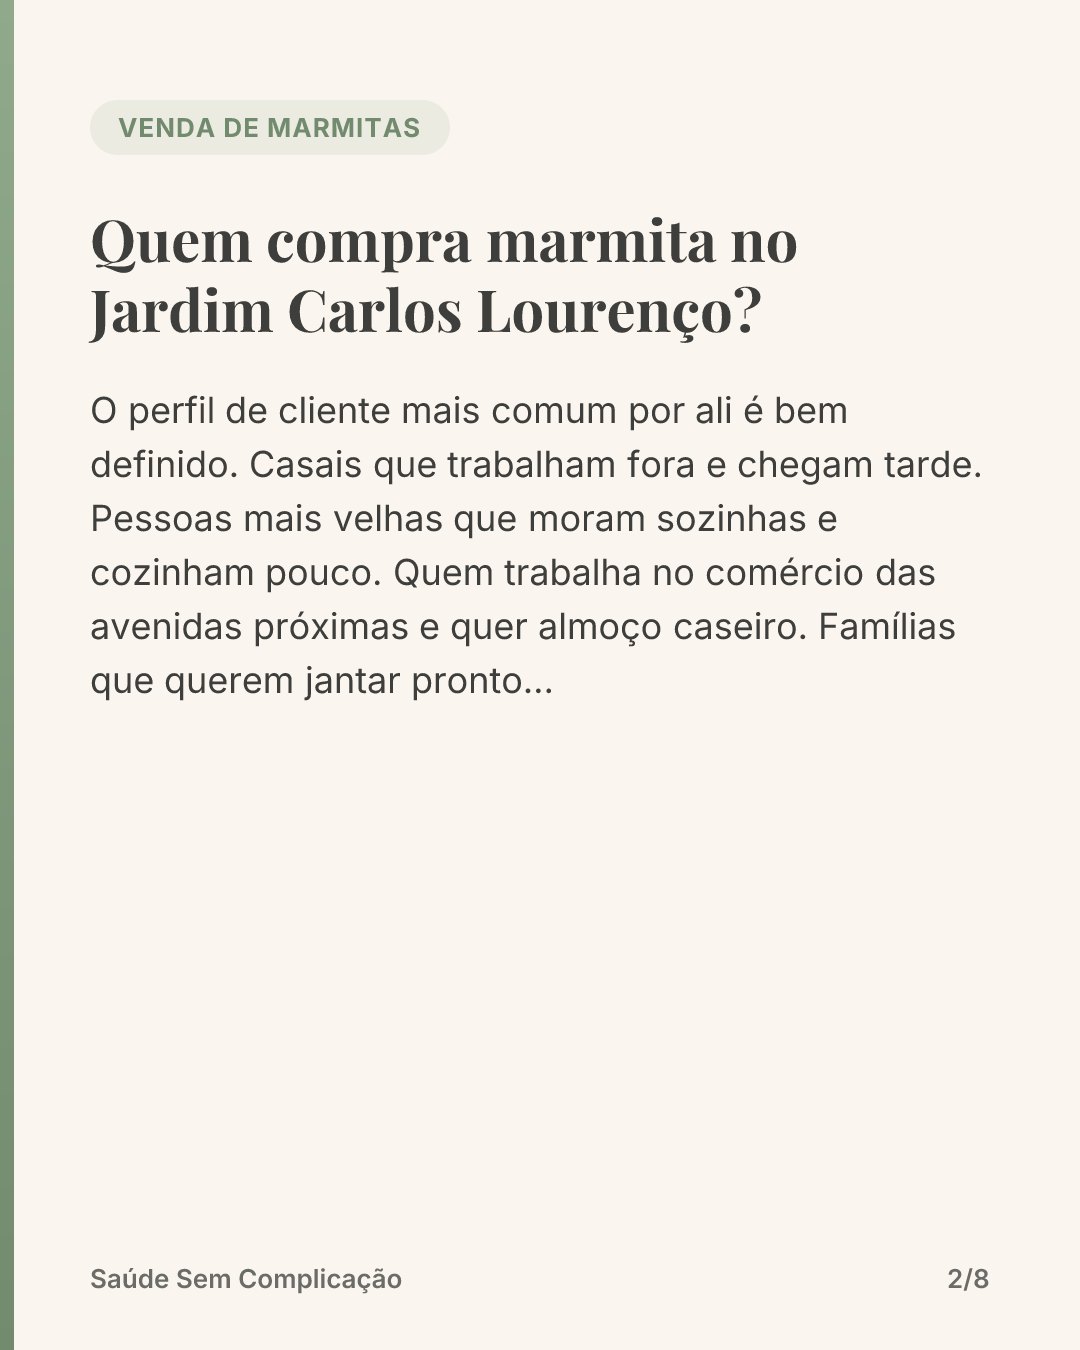 VENDA DE MARMITAS
Quem compra marmita no
Jardim Carlos Lourenço?
O perfil de cliente mais comum por ali é bem
definido. Casais que trabalham fora e chegam tarde.
Pessoas mais velhas que moram sozinhas e
cozinham pouco. Quem trabalha no comércio das
avenidas próximas e quer almoço caseiro. Famílias
que querem jantar pronto...
Saúde Sem Complicação
2/8